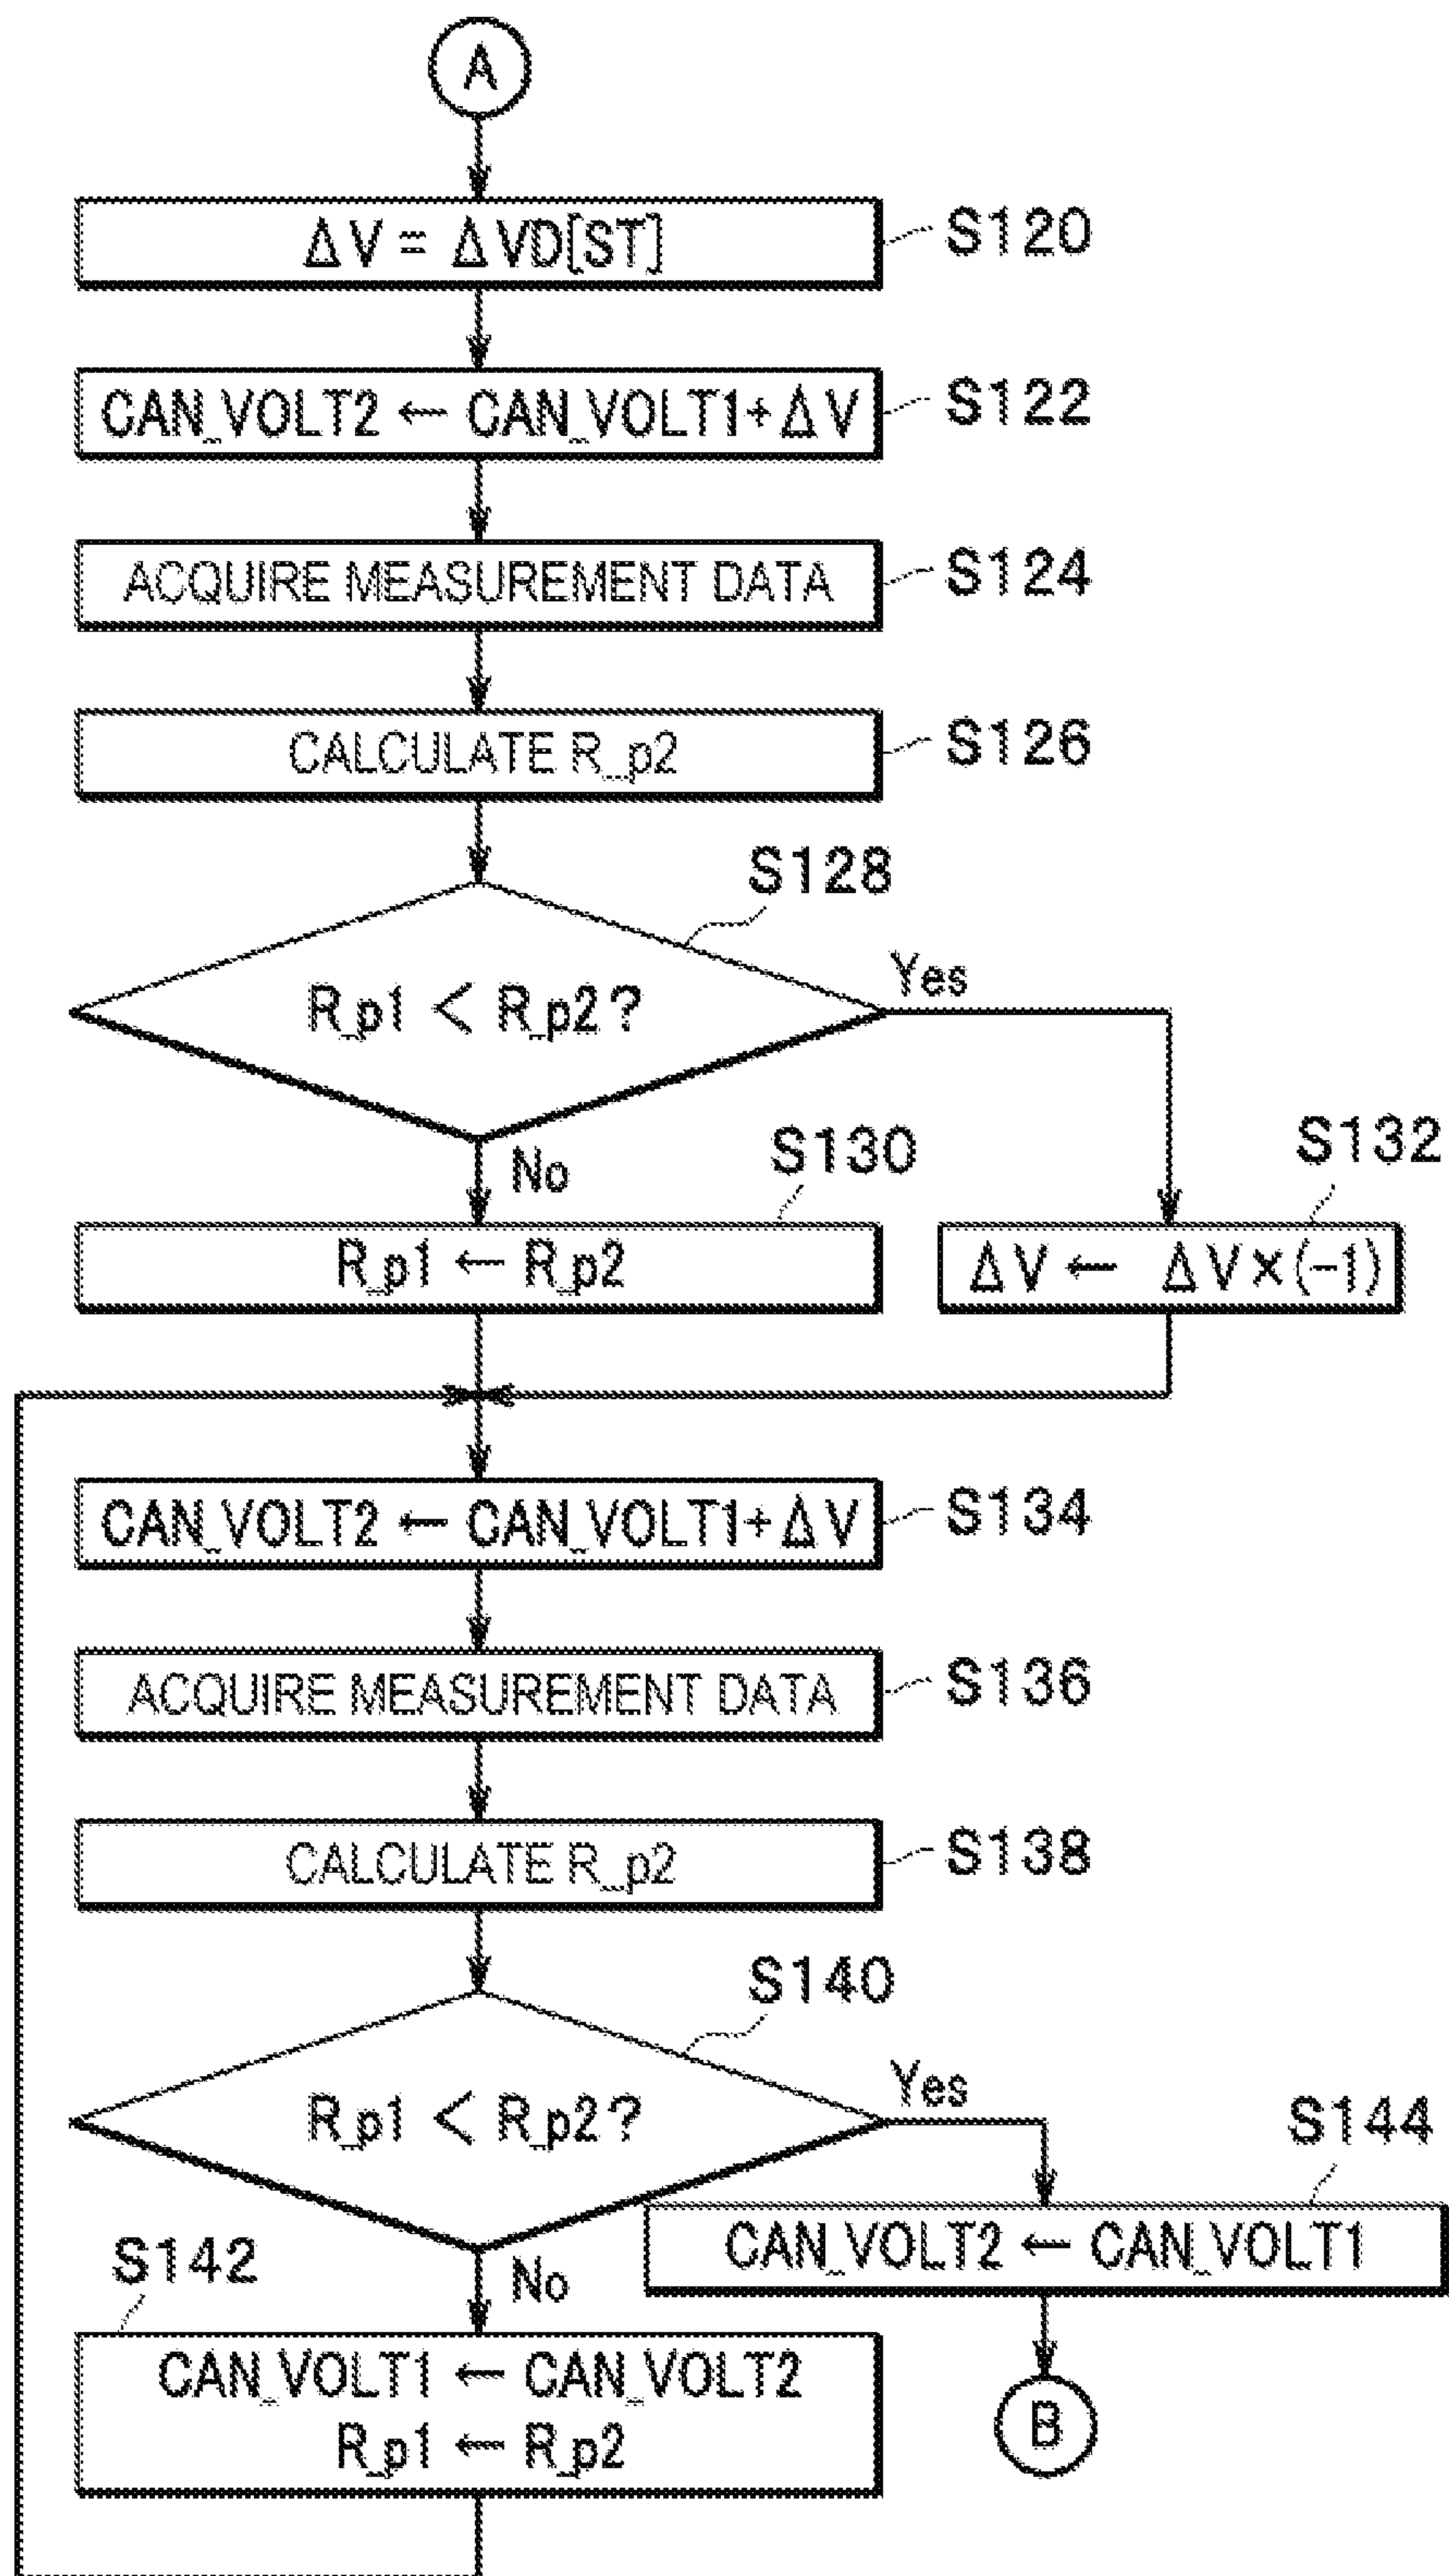 A
ΔV = ΔVD[ST]
S120
CAN_VOLT2 ← CAN_VOLT1+ΔV
S122
ACQUIRE MEASUREMENT DATA
S124
CALCULATE R_p2
S126
S128
R_p1 < R_p2?
Yes
No
S130
S132
R_p1 ← R_p2
ΔV ← ΔV×(-1)
CAN_VOLT2 ← CAN_VOLT1+ΔV
S134
ACQUIRE MEASUREMENT DATA
S136
CALCULATE R_p2
S138
S140
R_p1 < R_p2?
Yes
S144
CAN_VOLT2 ← CAN_VOLT1
S142
No
CAN_VOLT1 ← CAN_VOLT2
R_p1 ← R_p2
B